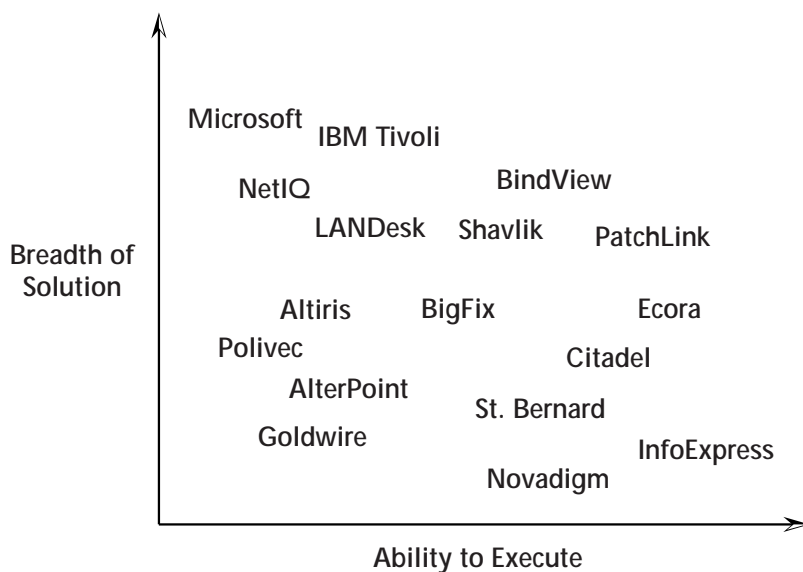 Microsoft
IBM Tivoli
BindView
NetIQ
LANDesk
Shavlik
PatchLink
Breadth of
Solution
Altiris
BigFix
Ecora
Polivec
Citadel
AlterPoint
St. Bernard
Goldwire
InfoExpress
Novadigm
Ability to Execute